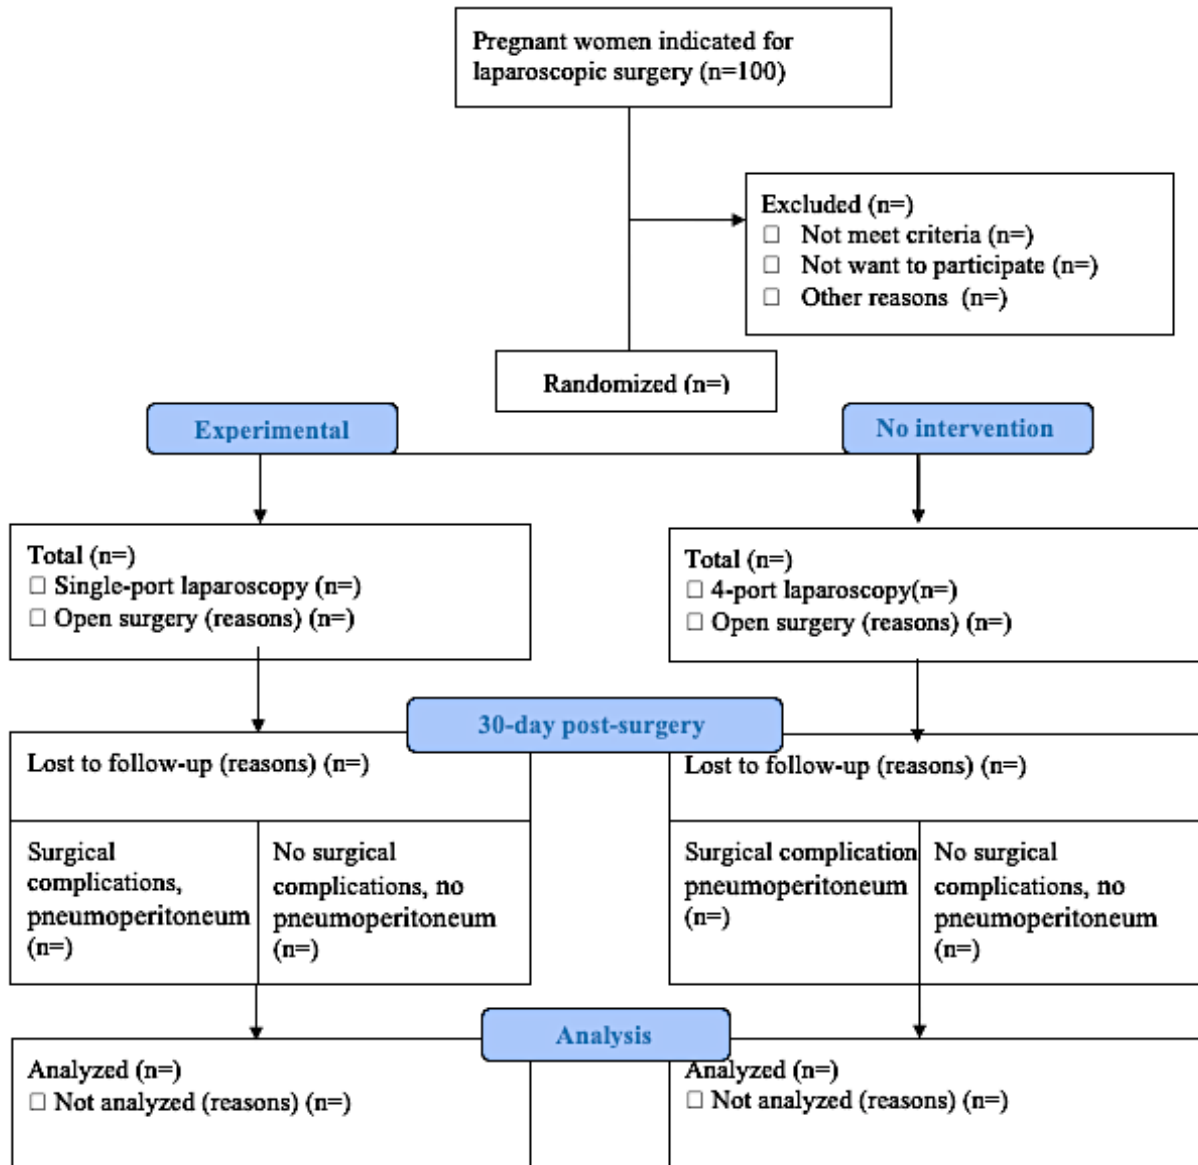 Pregnant women indicated for
laparoscopic surgery (n=100)
Excluded (n=)
☐ Not meet criteria (n=)
☐ Not want to participate (n=)
☐ Other reasons (n=)
Randomized (n=)
Experimental
No intervention
Total (n=)
☐ Single-port laparoscopy (n=)
☐ Open surgery (reasons) (n=)
Total (n=)
☐ 4-port laparoscopy(n=)
☐ Open surgery (reasons) (n=)
30-day post-surgery
Lost to follow-up (reasons) (n=)
Lost to follow-up (reasons) (n=)
Surgical
complications,
pneumoperitoneum
(n=)
No surgical
complications, no
pneumoperitoneum
(n=)
Surgical complication
pneumoperitoneum
(n=)
No surgical
complications, no
pneumoperitoneum
(n=)
Analysis
Analyzed (n=)
☐ Not analyzed (reasons) (n=)
Analyzed (n=)
☐ Not analyzed (reasons) (n=)